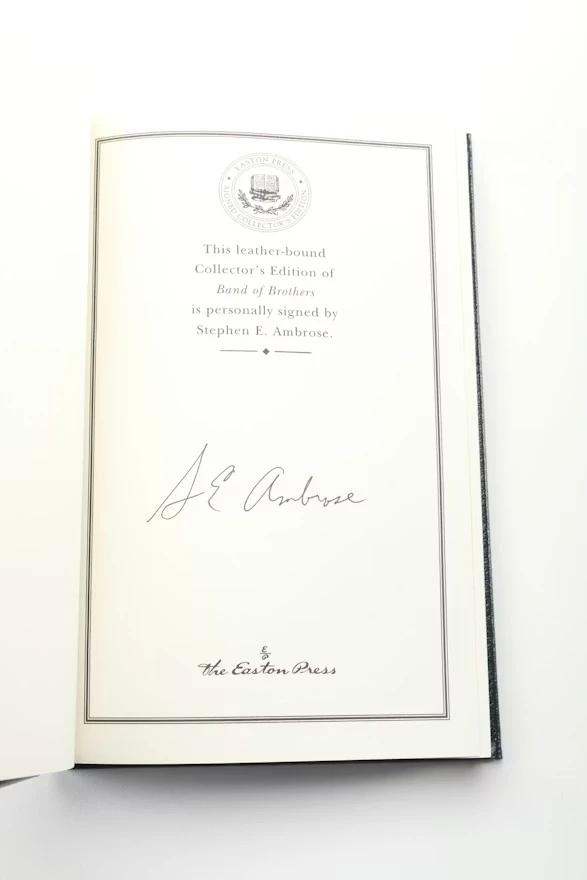 EASTON PRESS
SIGNED COLLECTOR'S EDITION
This leather-bound
Collector's Edition of
Band of Brothers
is personally signed by
Stephen E. Ambrose.
S E Ambrose
E
P
the Easton Press